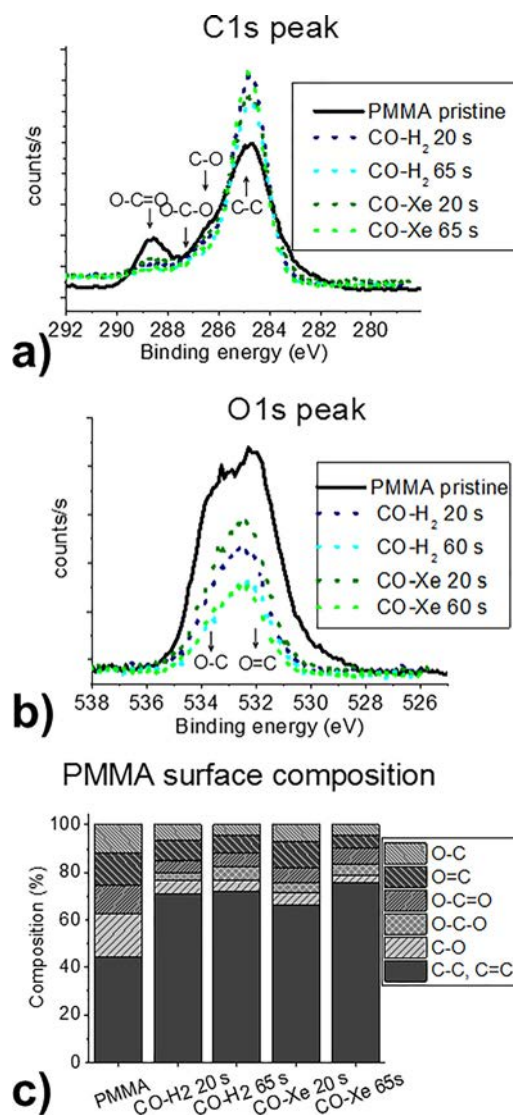 C1s peak
counts/s
PMMA pristine
CO-H2 20 s
CO-H2 65 s
CO-Xe 20 s
CO-Xe 65 s
C-O
O-C=O
O-C-O
C-C
292 290 288 286 284 282 280
Binding energy (eV)
a)
O1s peak
counts/s
PMMA pristine
CO-H2 20 s
CO-H2 60 s
CO-Xe 20 s
CO-Xe 60 s
O-C
O=C
538 536 534 532 530 528 526
Binding energy (eV)
b)
PMMA surface composition
Composition (%)
100
80
60
40
20
0
O-C
O=C
O-C=O
O-C-O
C-O
C-C, C=C
PMMA
CO-H2 20 s
CO-H2 65 s
CO-Xe 20 s
CO-Xe 65s
c)